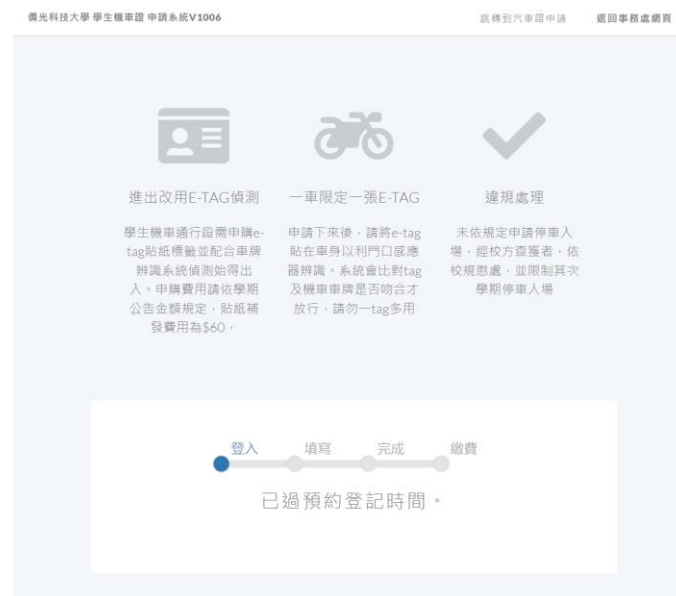 僑光科技大學 學生機車證 申請系統V1006
跳轉到汽車證申請
返回事務處網頁
進出改用E-TAG偵測
學生機車通行證需申購e-
tag貼紙標籤並配合車牌
辨識系統偵測始得出
入。申購費用請依學期
公告金額規定，貼紙補
發費用為$60，
一車限定一張E-TAG
申請下來後，請將e-tag
貼在車身以利門口感應
器辨識。系統會比對tag
及機車車牌是否吻合才
放行，請勿一tag多用
違規處理
未依規定申請停車入
場，經校方查獲者，依
校規懲處，並限制其次
學期停車入場
登入
填寫
完成
繳費
已過預約登記時間。